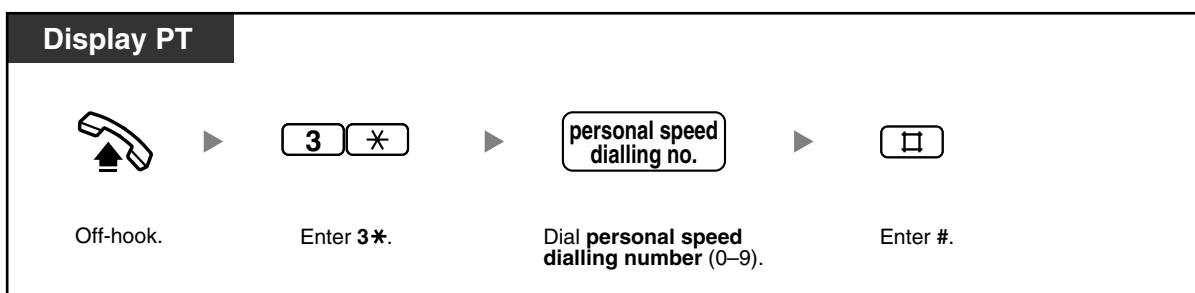 Display PT
3 ✳
personal speed
dialling no.
#
Off-hook.
Enter 3✳.
Dial personal speed
dialling number (0–9).
Enter #.